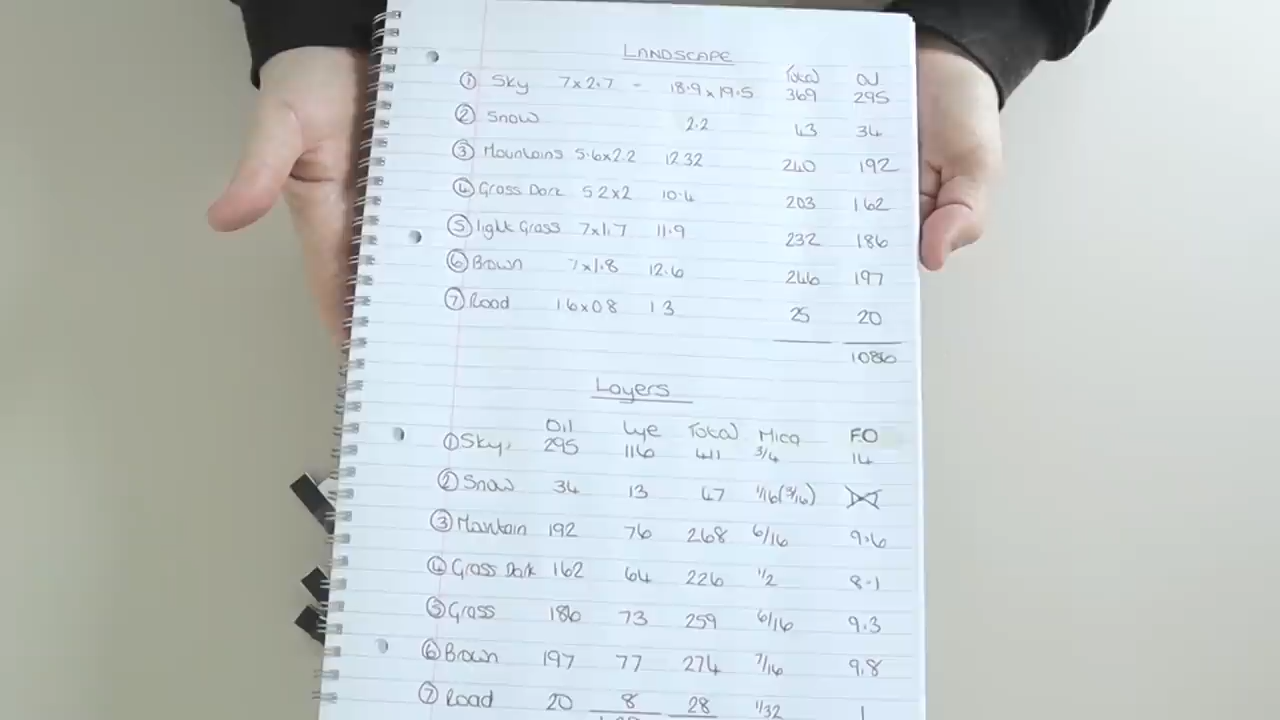 LANDSCAPE
Total Oil
① Sky 7x2.7 - 18.9x19.5 369 295
② Snow 2.2 43 34
③ Mountains 5.6x2.2 12.32 240 192
④ Grass Dark 5.2x2 10.4 203 162
⑤ light Grass 7x1.7 11.9 232 186
⑥ Brown 7x1.8 12.6 246 197
⑦ Road 1.6x0.8 1.3 25 20
1086
Layers
Oil Lye Total Mica F.O
① Sky 295 116 411 3/4 14
② Snow 34 13 47 1/16 (3/16)
③ Mountain 192 76 268 6/16 9.6
④ Grass Dark 162 64 226 1/2 8.1
⑤ Grass 186 73 259 6/16 9.3
⑥ Brown 197 77 274 7/16 9.8
⑦ Road 20 8 28 1/32 1